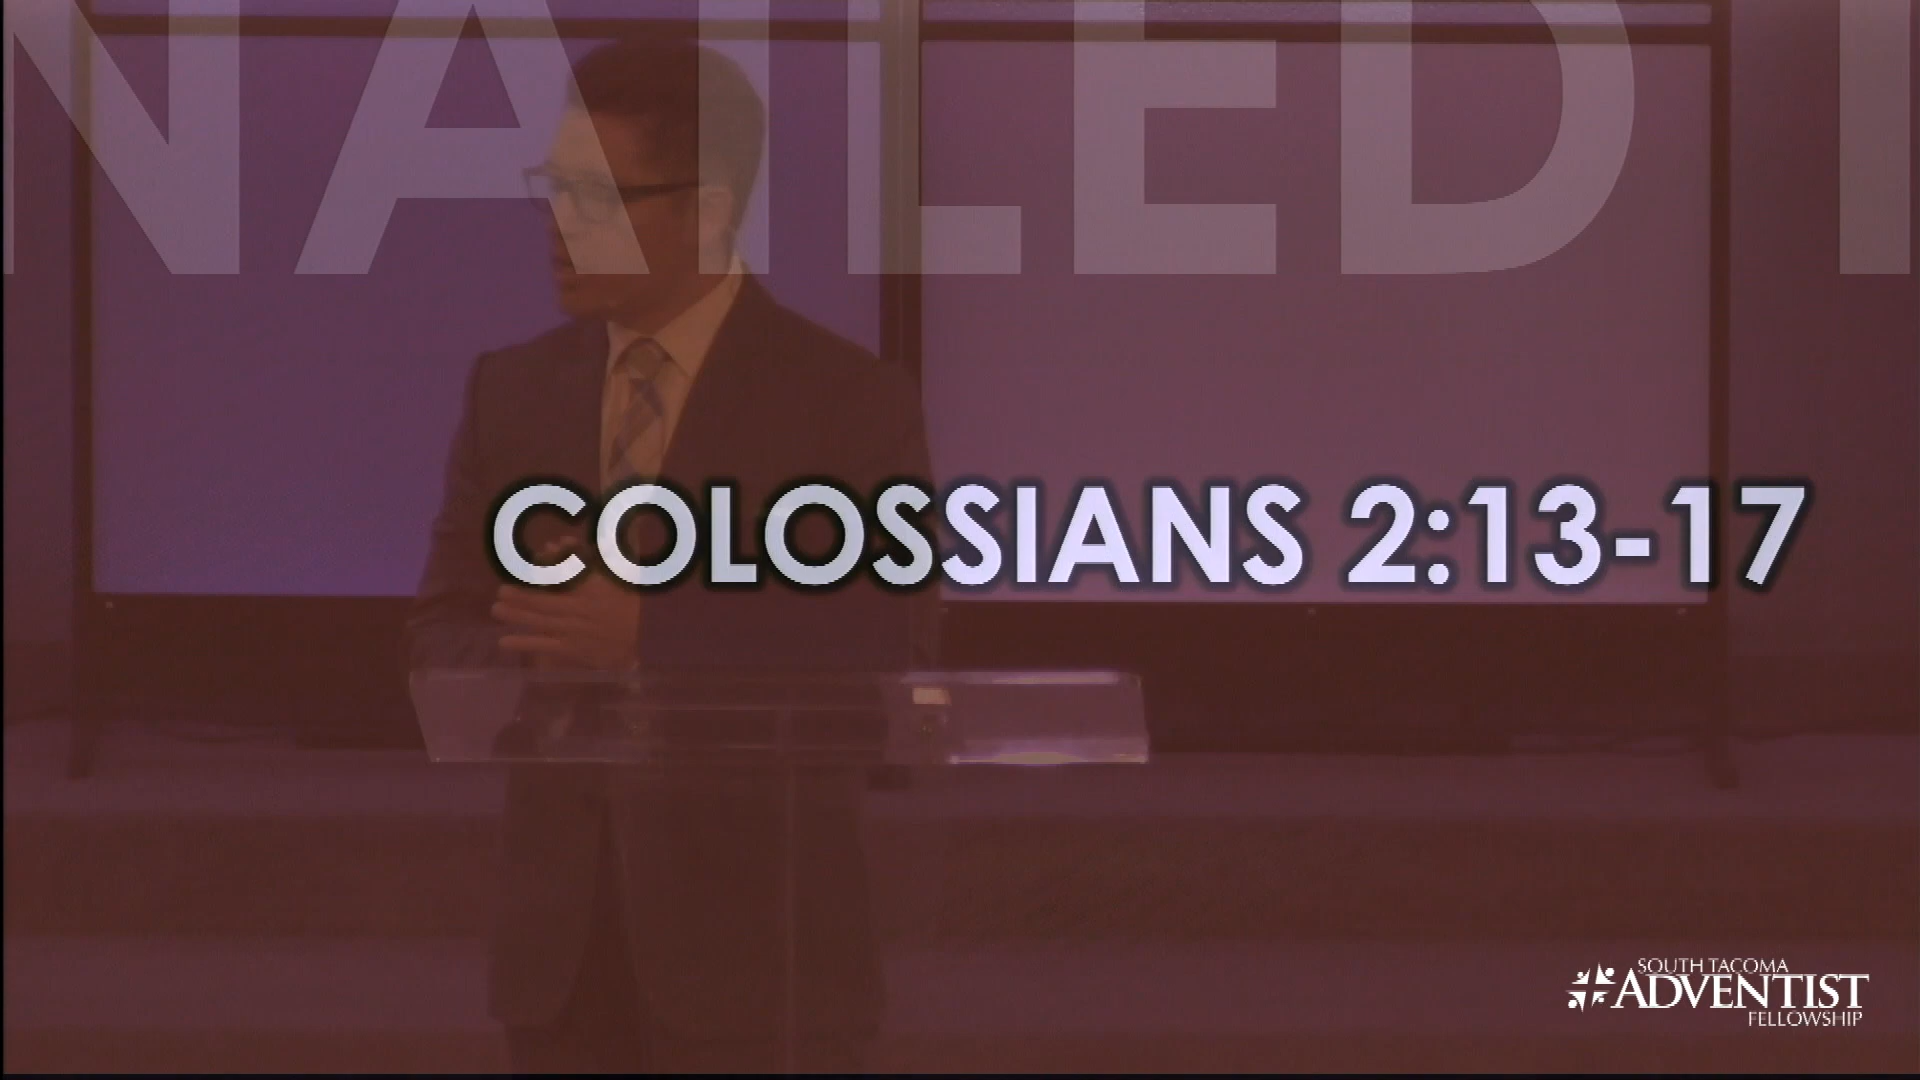 NAILED
COLOSSIANS 2:13-17
SOUTH TACOMA
ADVENTIST
FELLOWSHIP